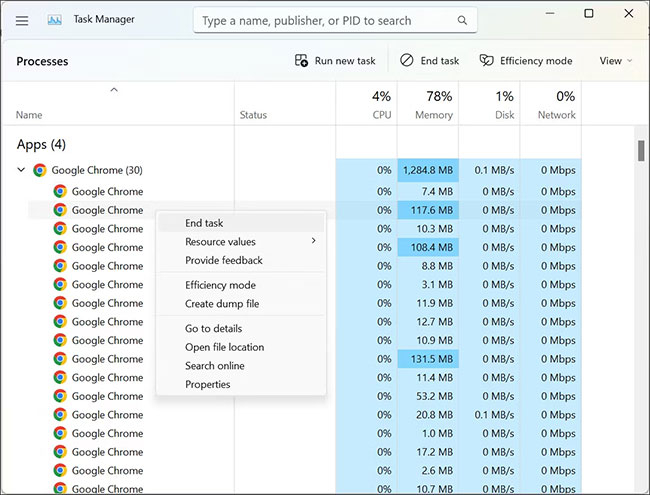 Task Manager
Type a name, publisher, or PID to search
Processes
Run new task
End task
Efficiency mode
View
4% 78% 1% 0%
Name Status CPU Memory Disk Network
Apps (4)
Google Chrome (30) 0% 1,284.8 MB 0.1 MB/s 0 Mbps
Google Chrome 0% 7.4 MB 0 MB/s 0 Mbps
Google Chrome 0% 117.6 MB 0 MB/s 0 Mbps
Google Chrome 0% 10.3 MB 0 MB/s 0 Mbps
Google Chrome 0% 108.4 MB 0 MB/s 0 Mbps
Google Chrome 0% 8.8 MB 0 MB/s 0 Mbps
Google Chrome 0% 3.1 MB 0 MB/s 0 Mbps
Google Chrome 0% 11.9 MB 0 MB/s 0 Mbps
Google Chrome 0% 12.7 MB 0 MB/s 0 Mbps
Google Chrome 0% 10.9 MB 0 MB/s 0 Mbps
Google Chrome 0% 131.5 MB 0 MB/s 0 Mbps
Google Chrome 0% 11.4 MB 0 MB/s 0 Mbps
Google Chrome 0% 53.2 MB 0 MB/s 0 Mbps
Google Chrome 0% 20.8 MB 0.1 MB/s 0 Mbps
Google Chrome 0% 1.0 MB 0 MB/s 0 Mbps
Google Chrome 0% 17.2 MB 0 MB/s 0 Mbps
Google Chrome 0% 2.6 MB 0 MB/s 0 Mbps
Google Chrome 0% 10.7 MB 0 MB/s 0 Mbps
End task
Resource values
Provide feedback
Efficiency mode
Create dump file
Go to details
Open file location
Search online
Properties